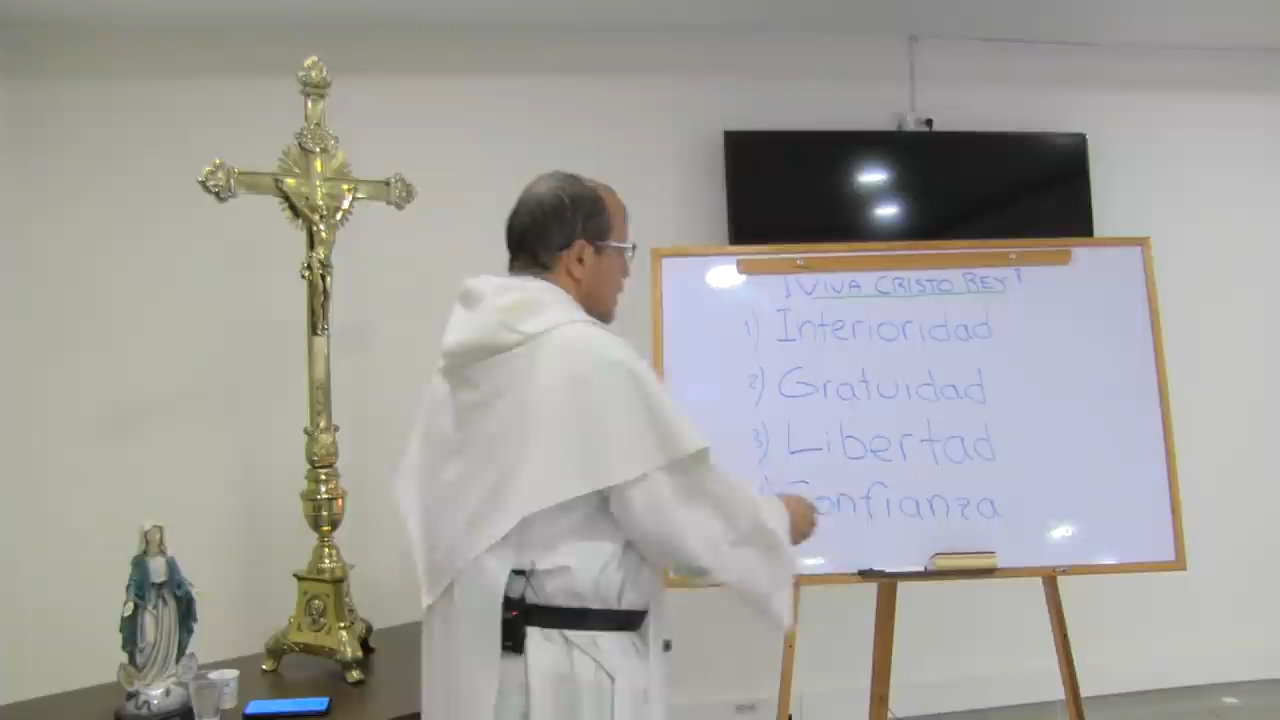 ¡VIVA CRISTO REY!
1) Interioridad
2) Gratuidad
3) Libertad
Confianza